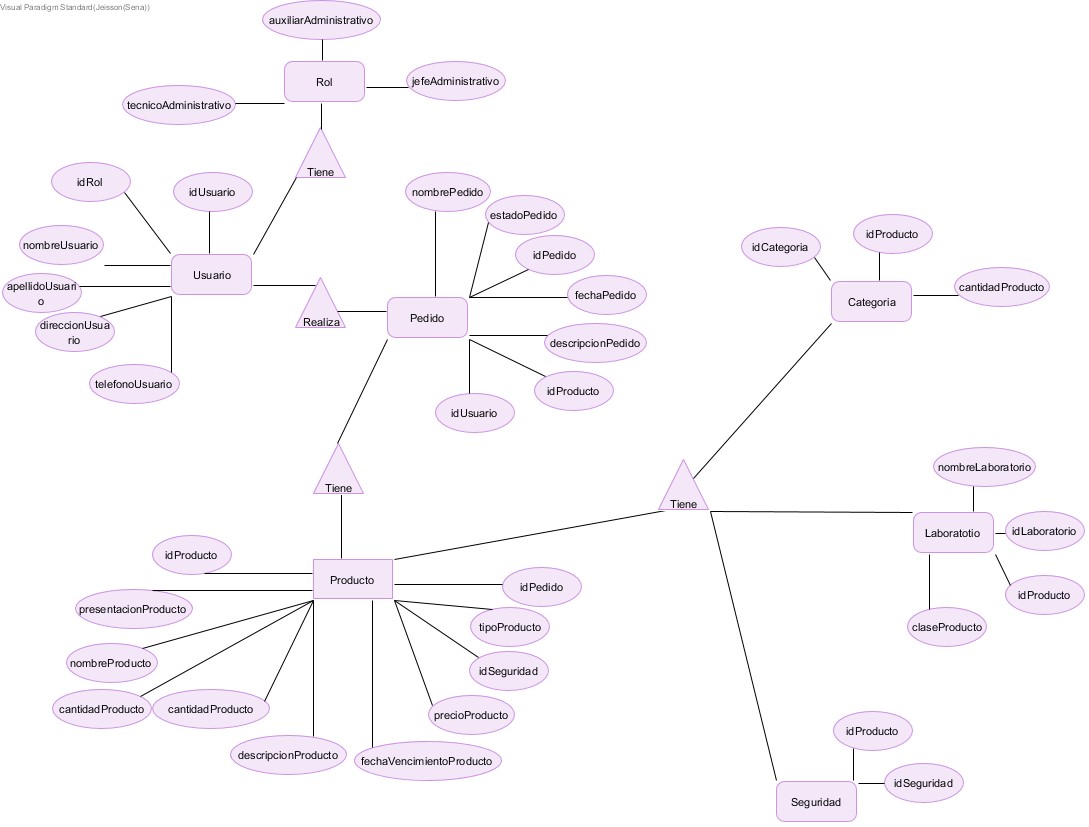 Visual Paradigm Standard(Jeisson(Sena))
auxiliarAdministrativo
Rol
jefeAdministrativo
tecnicoAdministrativo
Tiene
idRol
idUsuario
nombreUsuario
Usuario
apellidoUsuari
o
direccionUsua
rio
telefonoUsuario
Realiza
nombrePedido
estadoPedido
idPedido
fechaPedido
Pedido
descripcionPedido
idProducto
idUsuario
Tiene
idCategoria
idProducto
cantidadProducto
Categoria
Tiene
nombreLaboratorio
Laboratotio
idLaboratorio
idProducto
claseProducto
idProducto
Producto
idPedido
presentacionProducto
tipoProducto
nombreProducto
idSeguridad
cantidadProducto
cantidadProducto
precioProducto
descripcionProducto
fechaVencimientoProducto
idProducto
idSeguridad
Seguridad